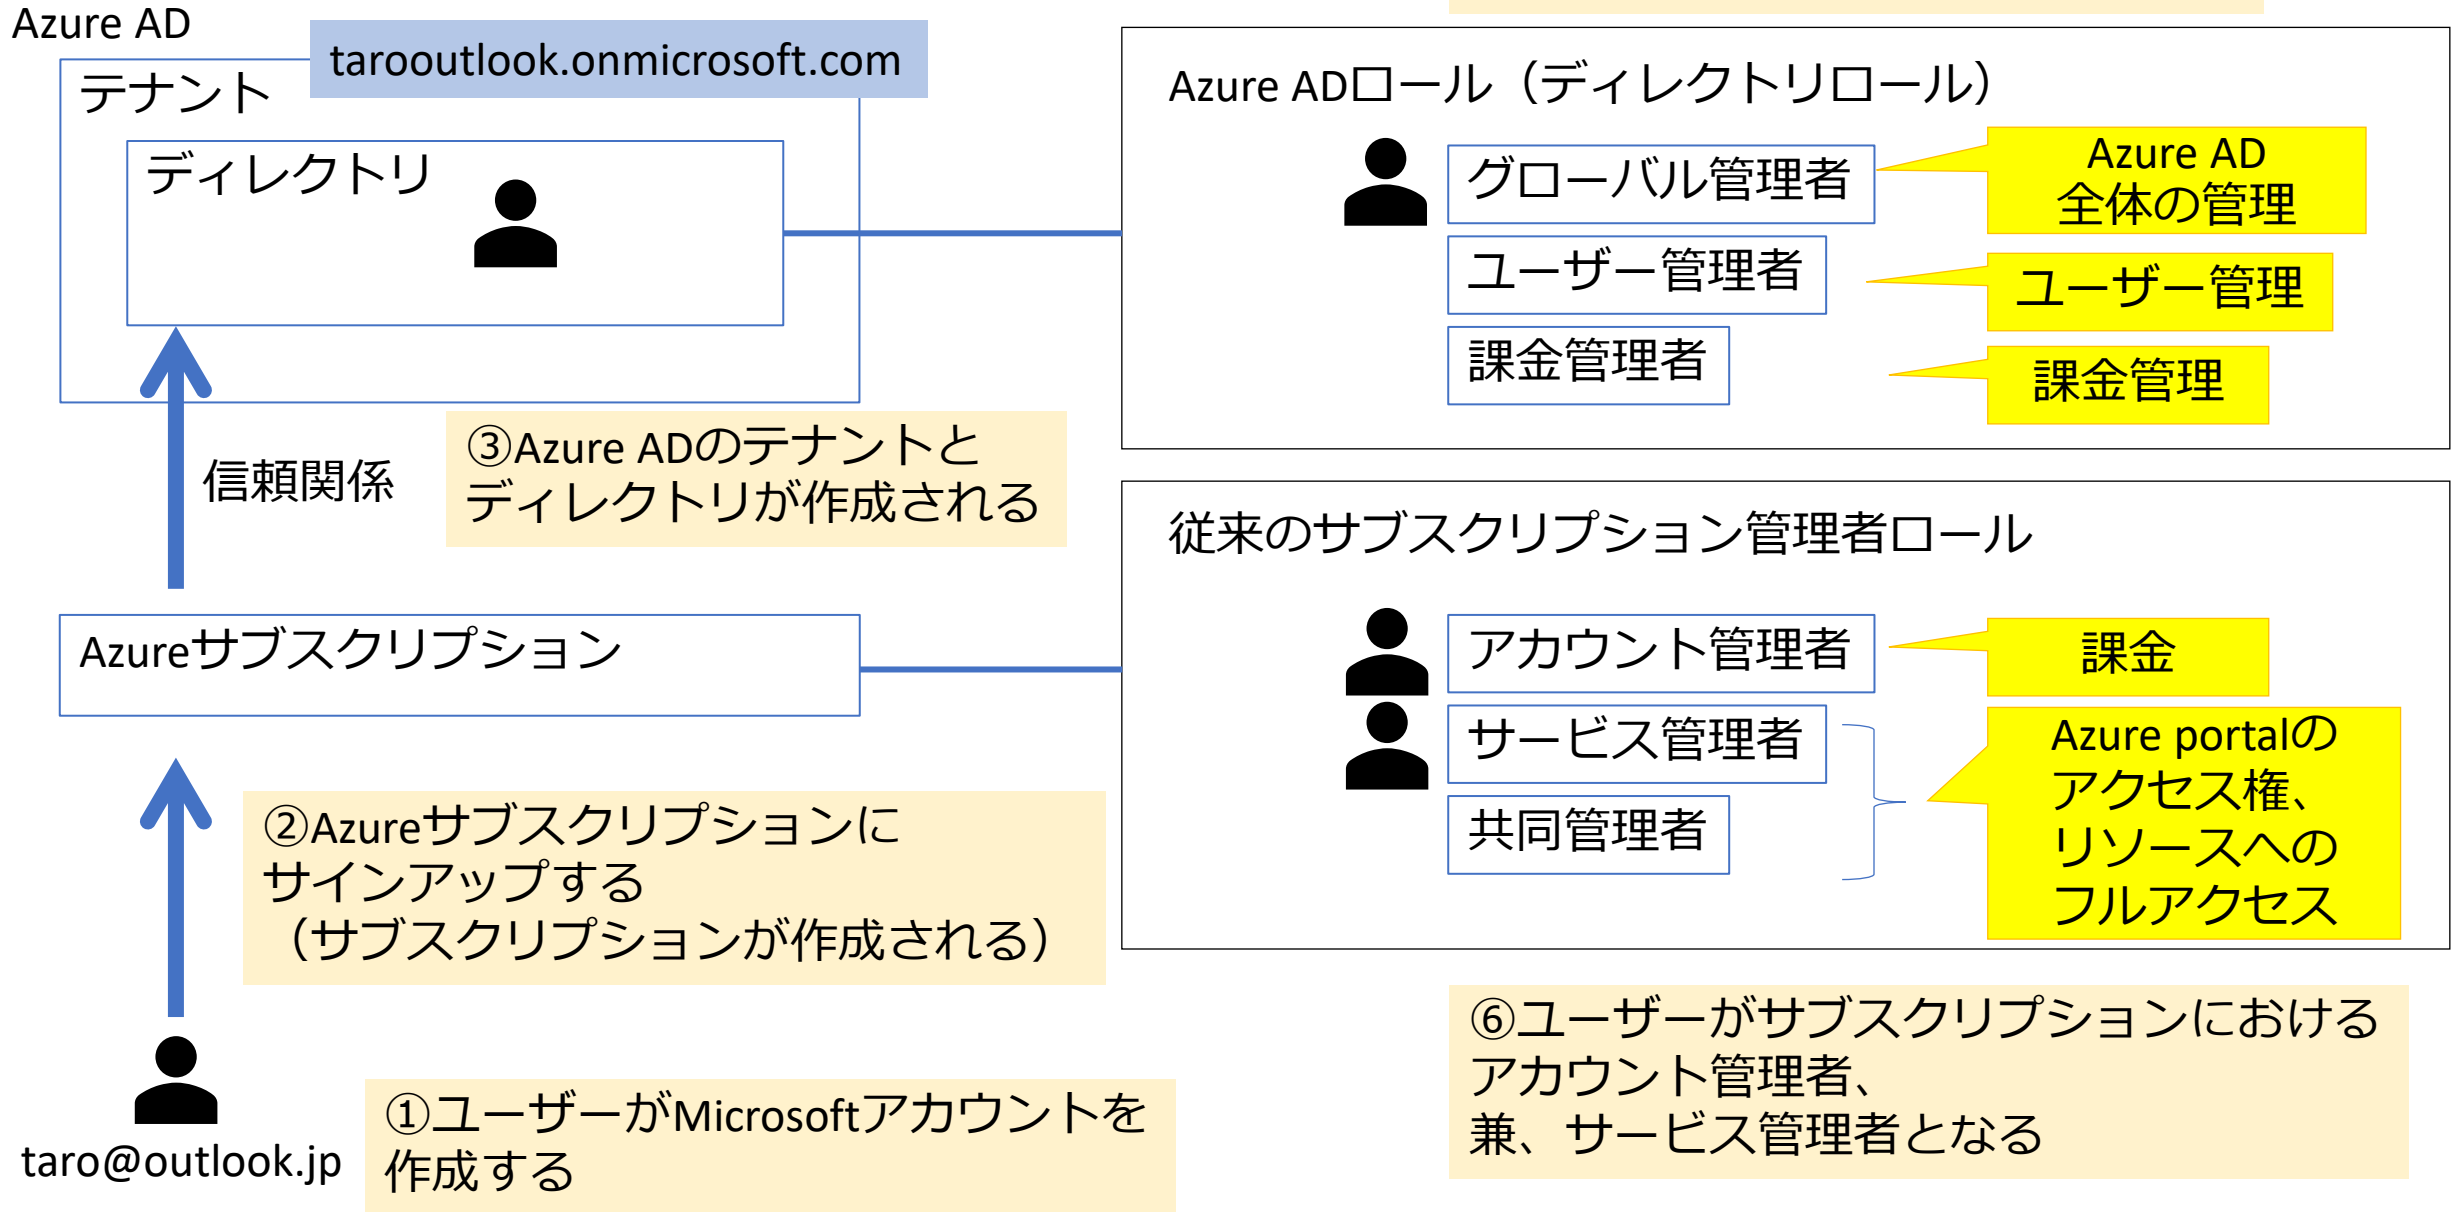 Azure AD
tarooutlook.onmicrosoft.com
テナント
ディレクトリ
Azure ADロール（ディレクトリロール）
グローバル管理者
Azure AD
全体の管理
ユーザー管理者
ユーザー管理
課金管理者
課金管理
③Azure ADのテナントと
ディレクトリが作成される
信頼関係
従来のサブスクリプション管理者ロール
Azureサブスクリプション
アカウント管理者
課金
サービス管理者
共同管理者
Azure portalの
アクセス権、
リソースへの
フルアクセス
②Azureサブスクリプションに
サインアップする
（サブスクリプションが作成される）
⑥ユーザーがサブスクリプションにおける
アカウント管理者、
兼、サービス管理者となる
taro@outlook.jp
①ユーザーがMicrosoftアカウントを
作成する